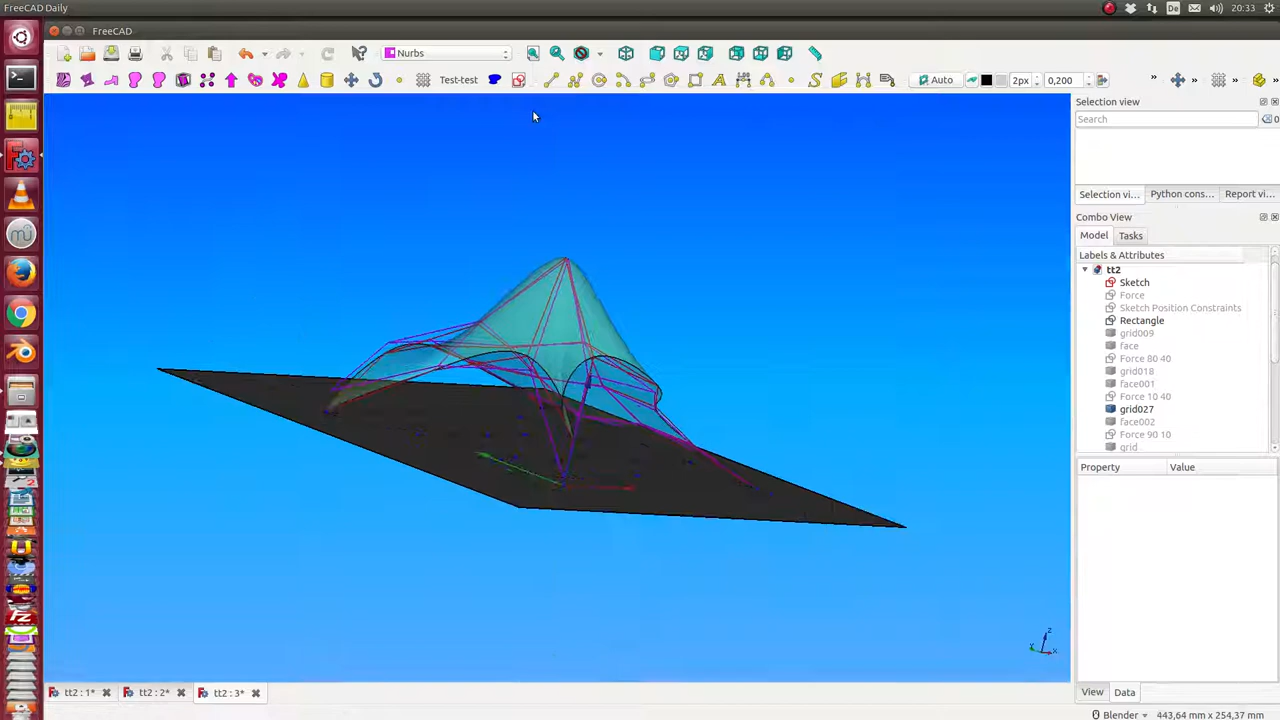 FreeCAD Daily
De
20:33
FreeCAD
Nurbs
Test-test
Auto
2px
0,200
Selection view
Search
0
Selection vi...
Python cons...
Report vi...
Combo View
Model
Tasks
Labels & Attributes
tt2
Sketch
Force
Sketch Position Constraints
Rectangle
grid009
face
Force 80 40
grid018
face001
Force 10 40
grid027
face002
Force 90 10
grid
Property
Value
Z
Y
X
tt2 : 1*
tt2 : 2*
tt2 : 3*
View
Data
Blender
443,64 mm x 254,37 mm